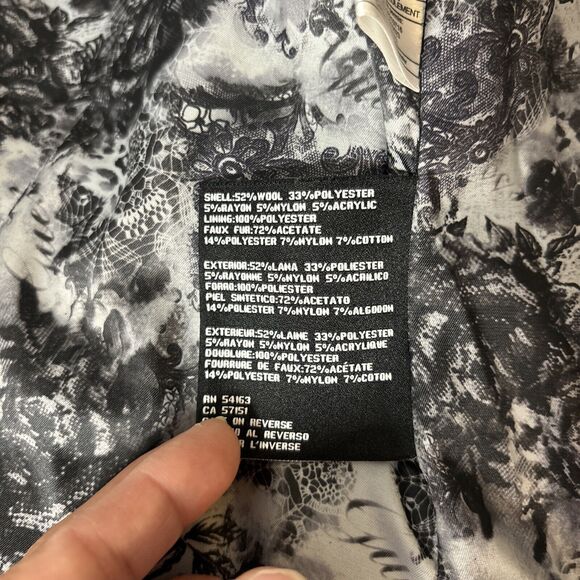 ULEMENT
SHELL:52%WOOL 33%POLYESTER
5%RAYON 5%NYLON 5%ACRYLIC
LINING:100%POLYESTER
FAUX FUR:72%ACETATE
14%POLYESTER 7%NYLON 7%COTTON
EXTERIOR:52%LANA 33%POLIESTER
5%RAYONNE 5%NYLON 5%ACRILICO
FORRO:100%POLIESTER
PIEL SINTETICO:72%ACETATO
14%POLIESTER 7%NYLON 7%ALGODON
EXTERIEUR:52%LAINE 33%POLYESTER
5%RAYON 5%NYLON 5%ACRYLIQUE
DOUBLURE:100%POLYESTER
FOURRURE DE FAUX:72%ACÉTATE
14%POLYESTER 7%NYLON 7%COTON
RN 54163
CA 57151
ON REVERSE
AL REVERSO
L'INVERSE